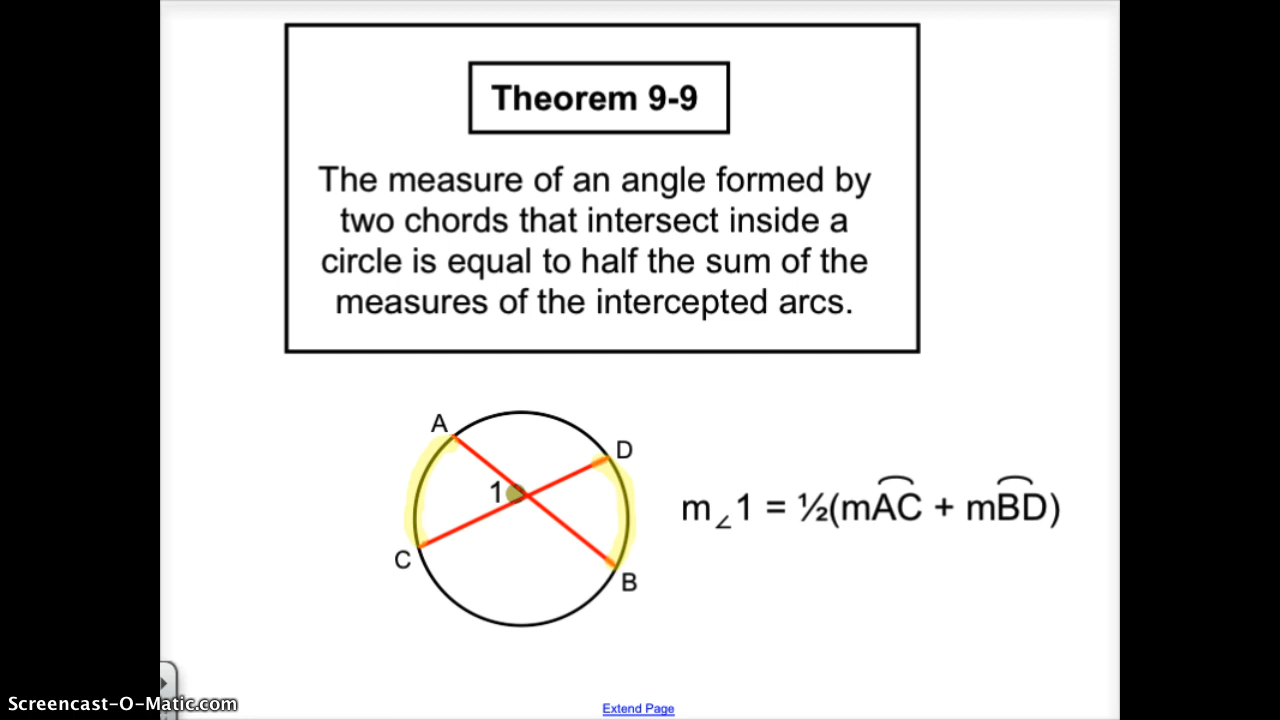 Theorem 9-9
The measure of an angle formed by
two chords that intersect inside a
circle is equal to half the sum of the
measures of the intercepted arcs.
A
D
1
m∠1 = ½(mAC + mBD)
C
B
Screencast-O-Matic.com
Extend Page